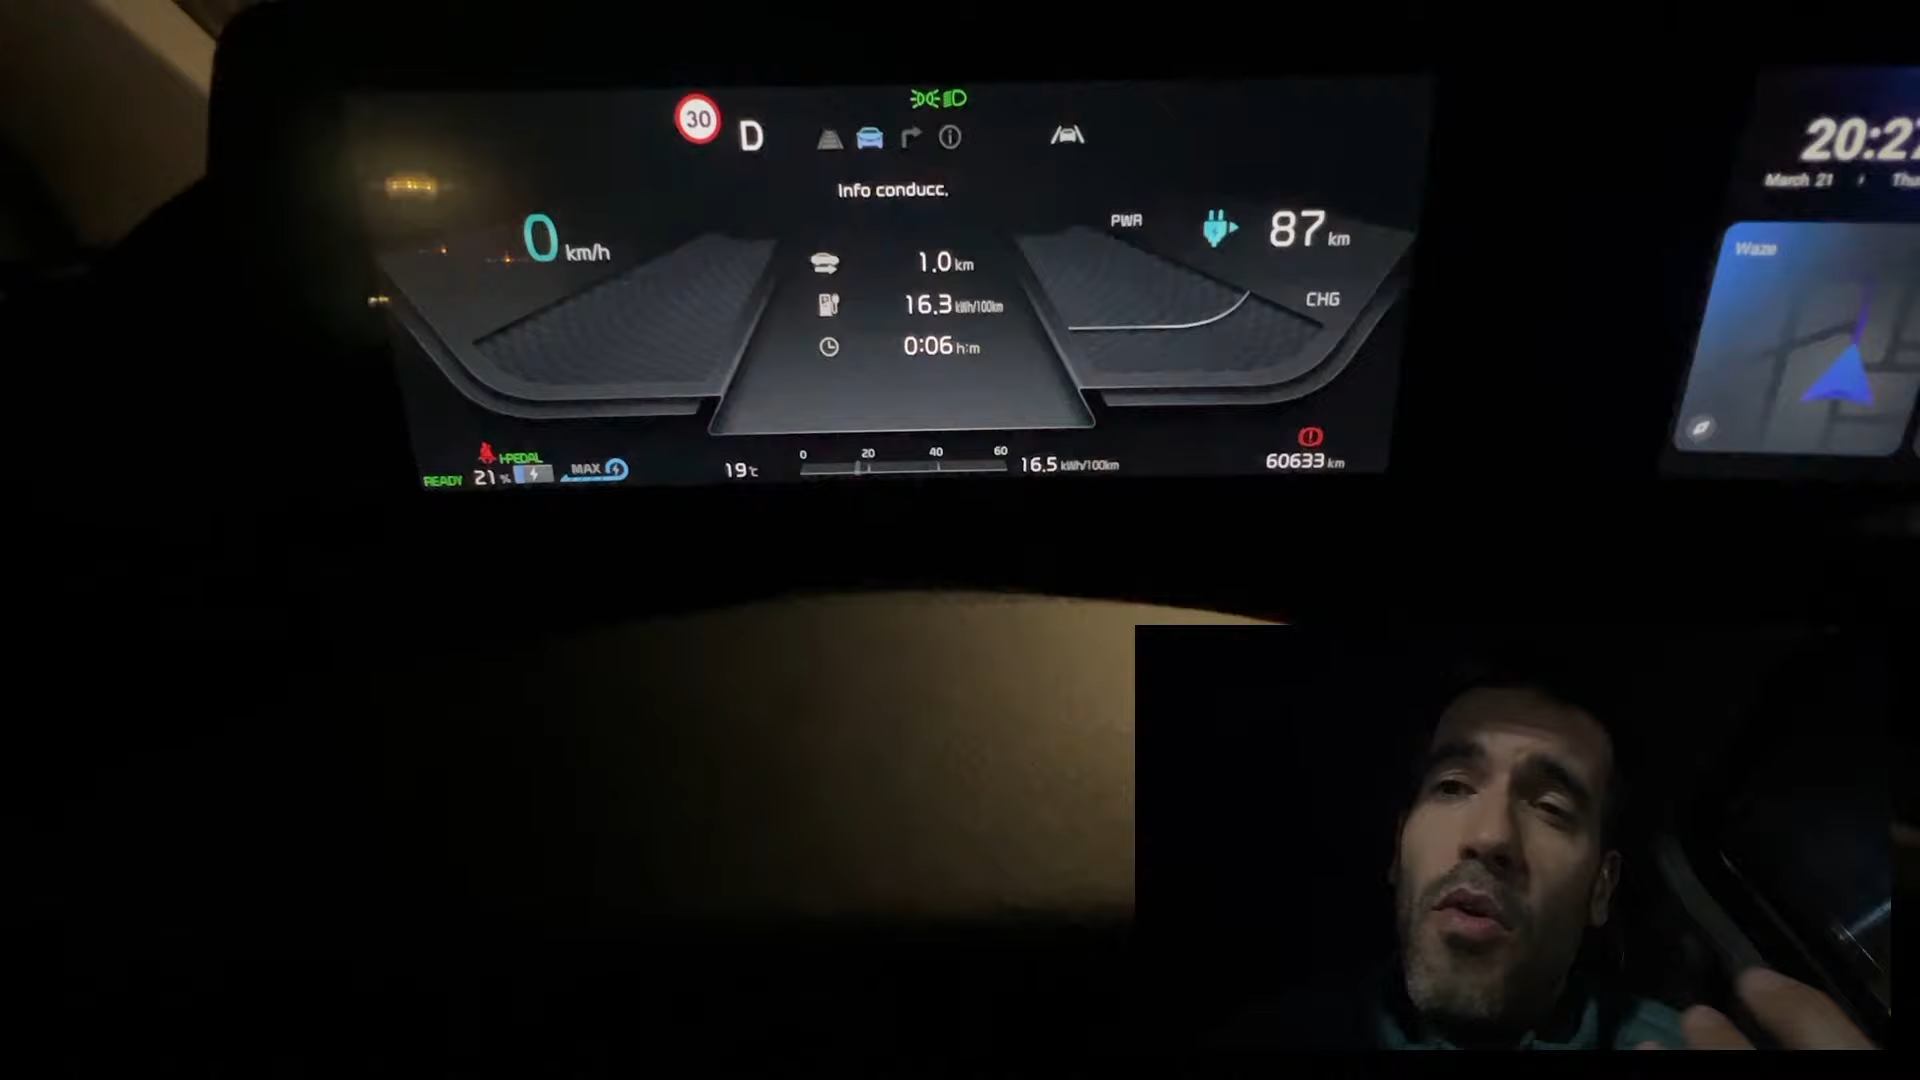 30
D
20:27
March 21
Info conducc.
0 km/h
PWR
87 km
Waze
1.0 km
16.3 kWh/100km
CHG
0:06 h:m
i-PEDAL
READY 21 %
MAX
19℃
0 20 40 60
16.5 kWh/100km
60633 km